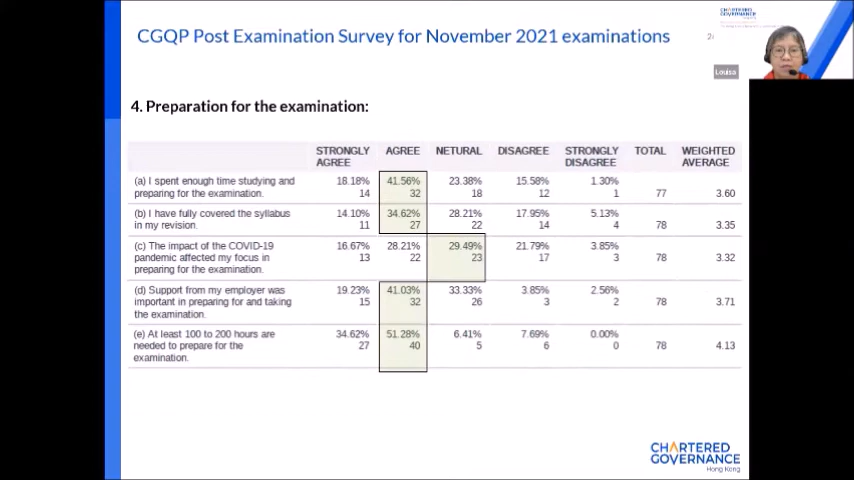 CHARTERED
GOVERNANCE
CGQP Post Examination Survey for November 2021 examinations
Louisa
4. Preparation for the examination:
STRONGLY AGREE AGREE NETURAL DISAGREE STRONGLY DISAGREE TOTAL WEIGHTED AVERAGE
(a) I spent enough time studying and 18.18% 41.56% 23.38% 15.58% 1.30%
preparing for the examination. 14 32 18 12 1 77 3.60
(b) I have fully covered the syllabus 14.10% 34.62% 28.21% 17.95% 5.13%
in my revision. 11 27 22 14 4 78 3.35
(c) The impact of the COVID-19 16.67% 28.21% 29.49% 21.79% 3.85%
pandemic affected my focus in 13 22 23 17 3 78 3.32
preparing for the examination.
(d) Support from my employer was 19.23% 41.03% 33.33% 3.85% 2.56%
important in preparing for and taking 15 32 26 3 2 78 3.71
the examination.
(e) At least 100 to 200 hours are 34.62% 51.28% 6.41% 7.69% 0.00%
needed to prepare for the 27 40 5 6 0 78 4.13
examination.
CHARTERED
GOVERNANCE
Hong Kong